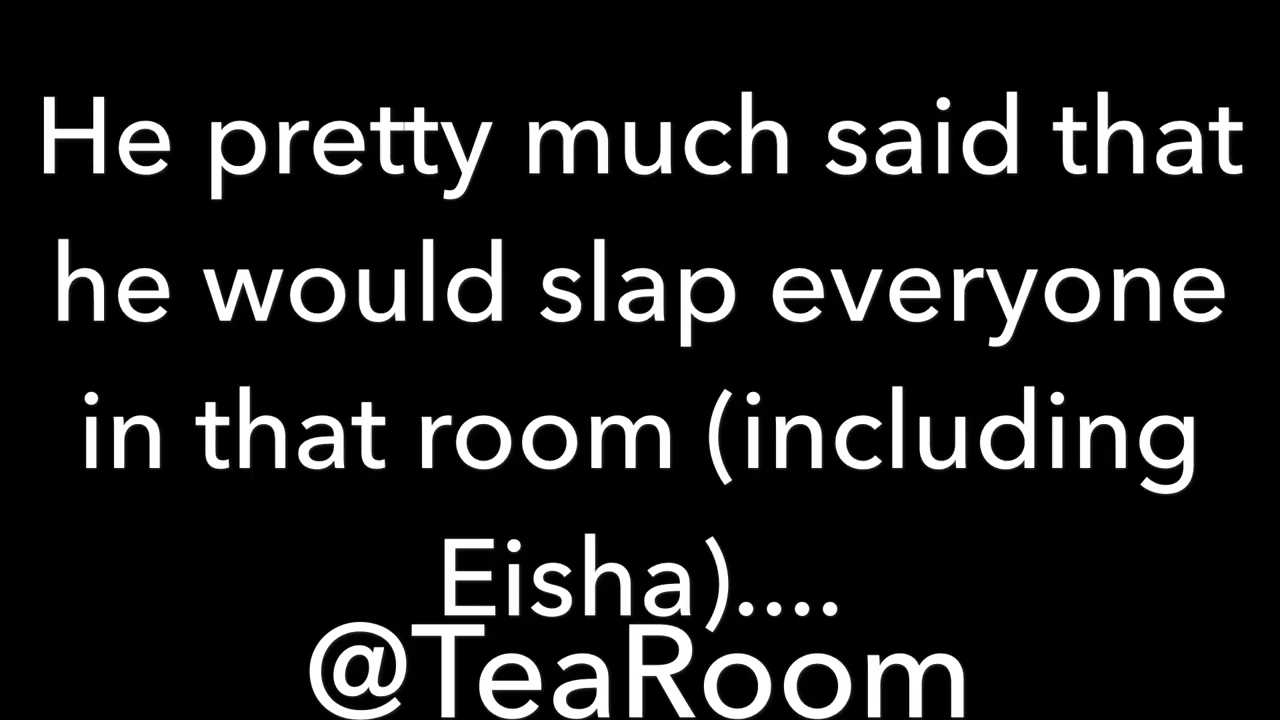 He pretty much said that
he would slap everyone
in that room (including
Eisha)....
@TeaRoom